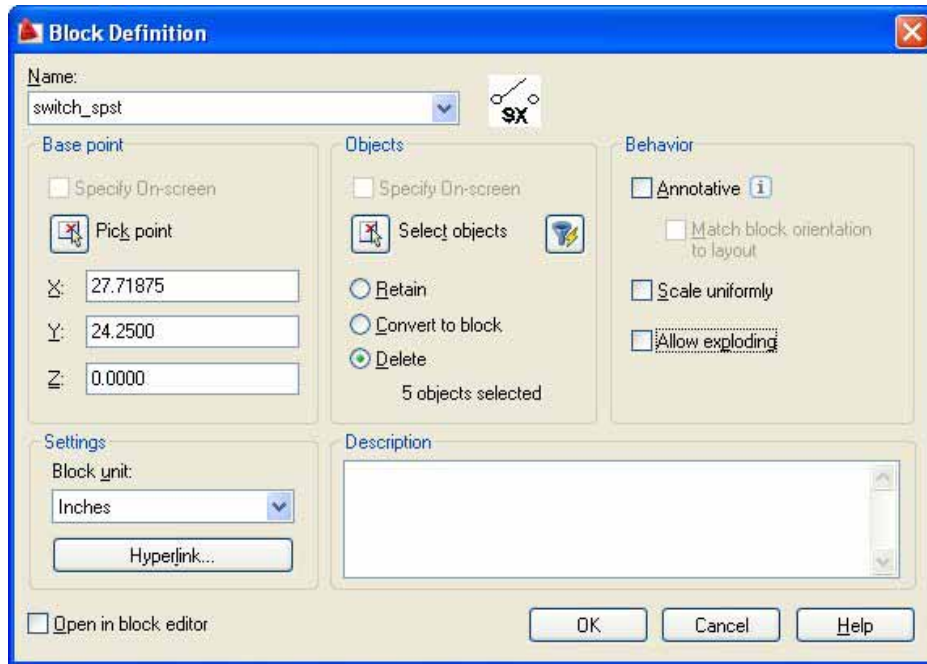 Block Definition
Name:
switch_spst
SX
Base point
Specify On-screen
Pick point
X: 27.71875
Y: 24.2500
Z: 0.0000
Objects
Specify On-screen
Select objects
Retain
Convert to block
Delete
5 objects selected
Behavior
Annotative i
Match block orientation
to layout
Scale uniformly
Allow exploding
Settings
Block unit:
Inches
Hyperlink...
Description
Open in block editor
OK Cancel Help